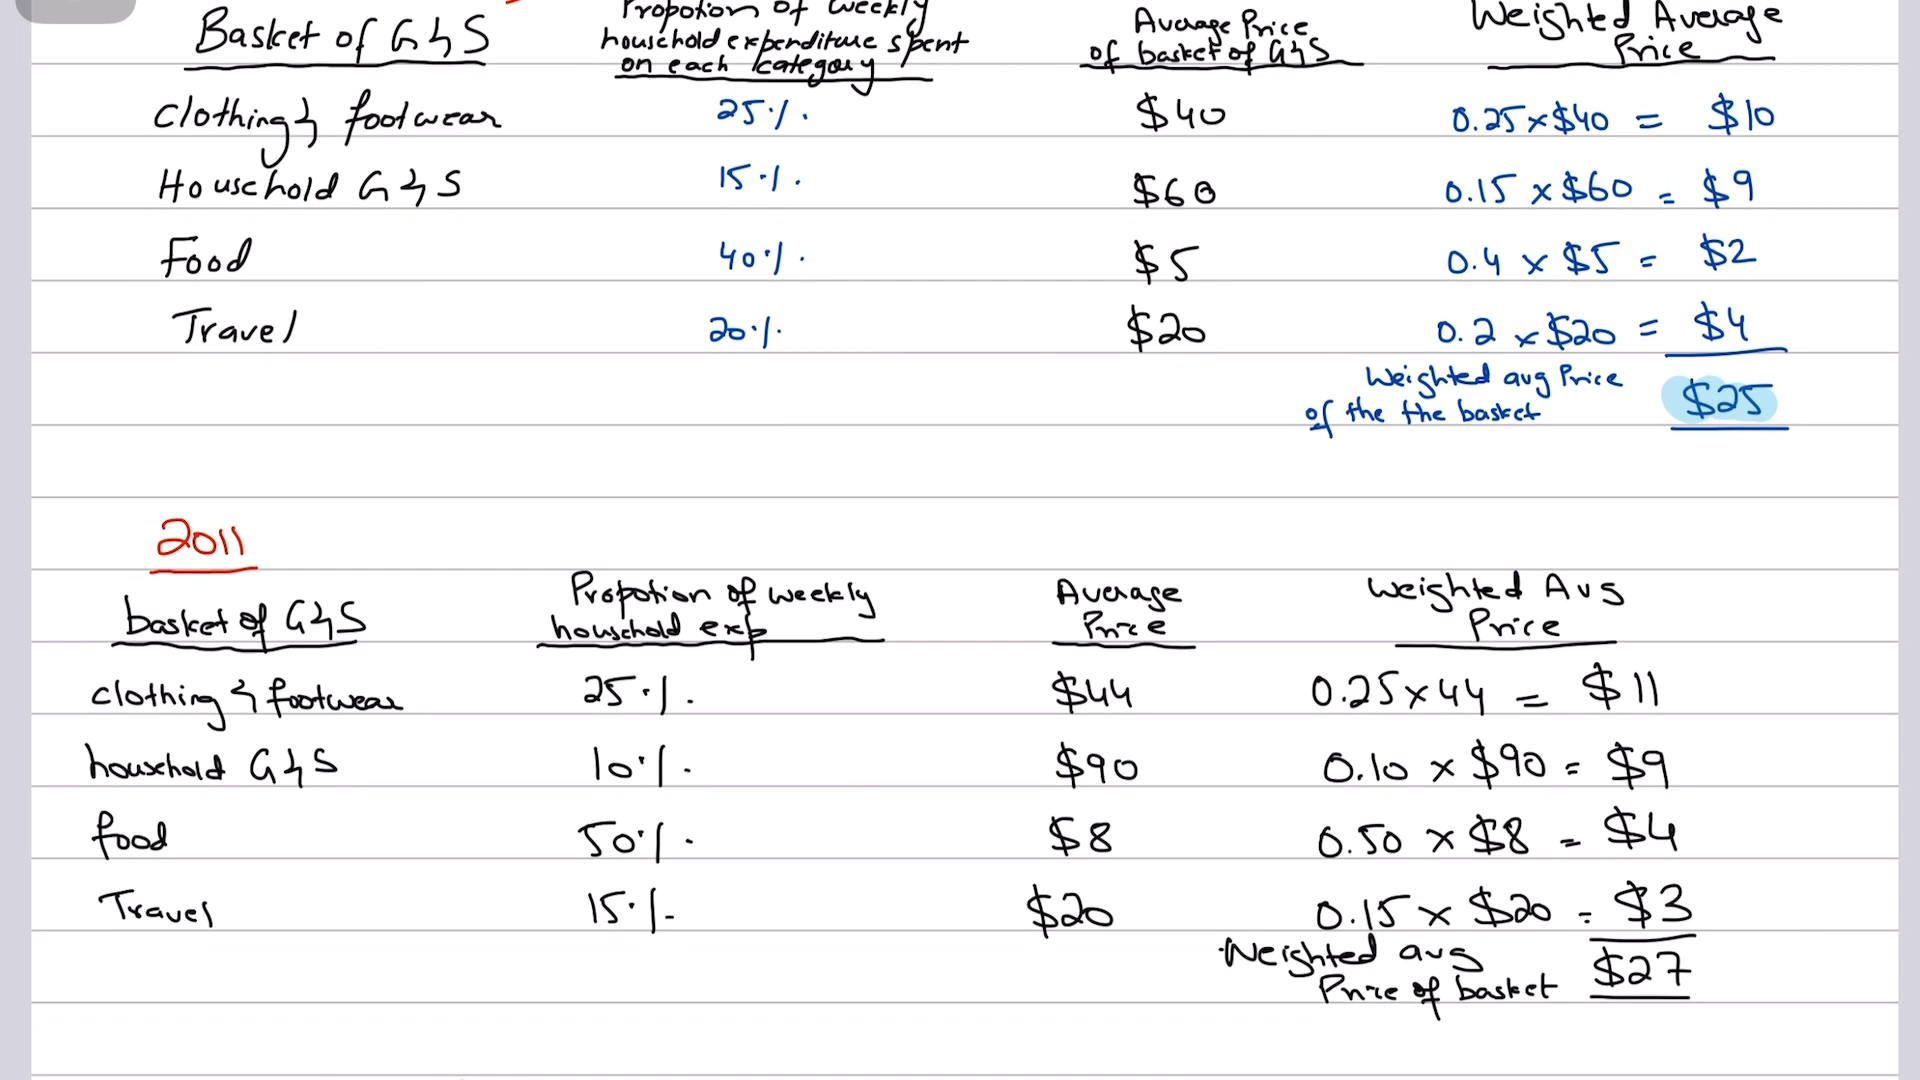 Propotion of weekly
household expenditure spent
on each category
Basket of G & S
Average Price
of basket of G & S
Weighted Average
Price
Clothing & footwear 25% $40 0.25 x $40 = $10
Household G & S 15% $60 0.15 x $60 = $9
Food 40% $5 0.4 x $5 = $2
Travel 20% $20 0.2 x $20 = $4
Weighted avg Price
of the the basket $25
2011
basket of G & S
Propotion of weekly
household exp
Average
Price
Weighted Avg
Price
clothing & footwear 25% $44 0.25 x 44 = $11
household G & S 10% $90 0.10 x $90 = $9
food 50% $8 0.50 x $8 = $4
Travel 15% $20 0.15 x $20 = $3
Weighted avg
Price of basket $27